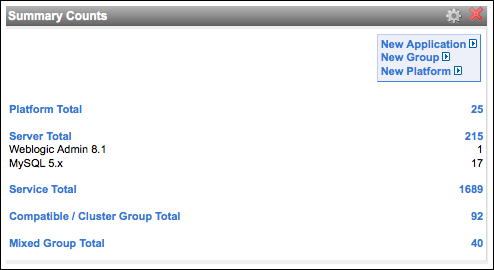 Summary Counts
New Application
New Group
New Platform
Platform Total 25
Server Total 215
Weblogic Admin 8.1 1
MySQL 5.x 17
Service Total 1689
Compatible / Cluster Group Total 92
Mixed Group Total 40